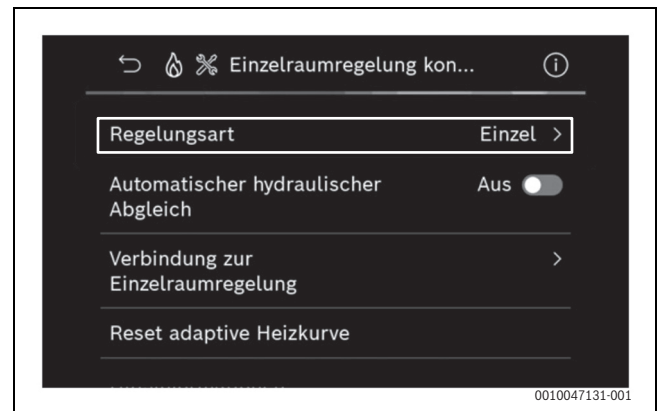 Einzelraumregelung kon...
Regelungsart Einzel >
Automatischer hydraulischer Aus
Abgleich
Verbindung zur >
Einzelraumregelung
Reset adaptive Heizkurve
0010047131-001